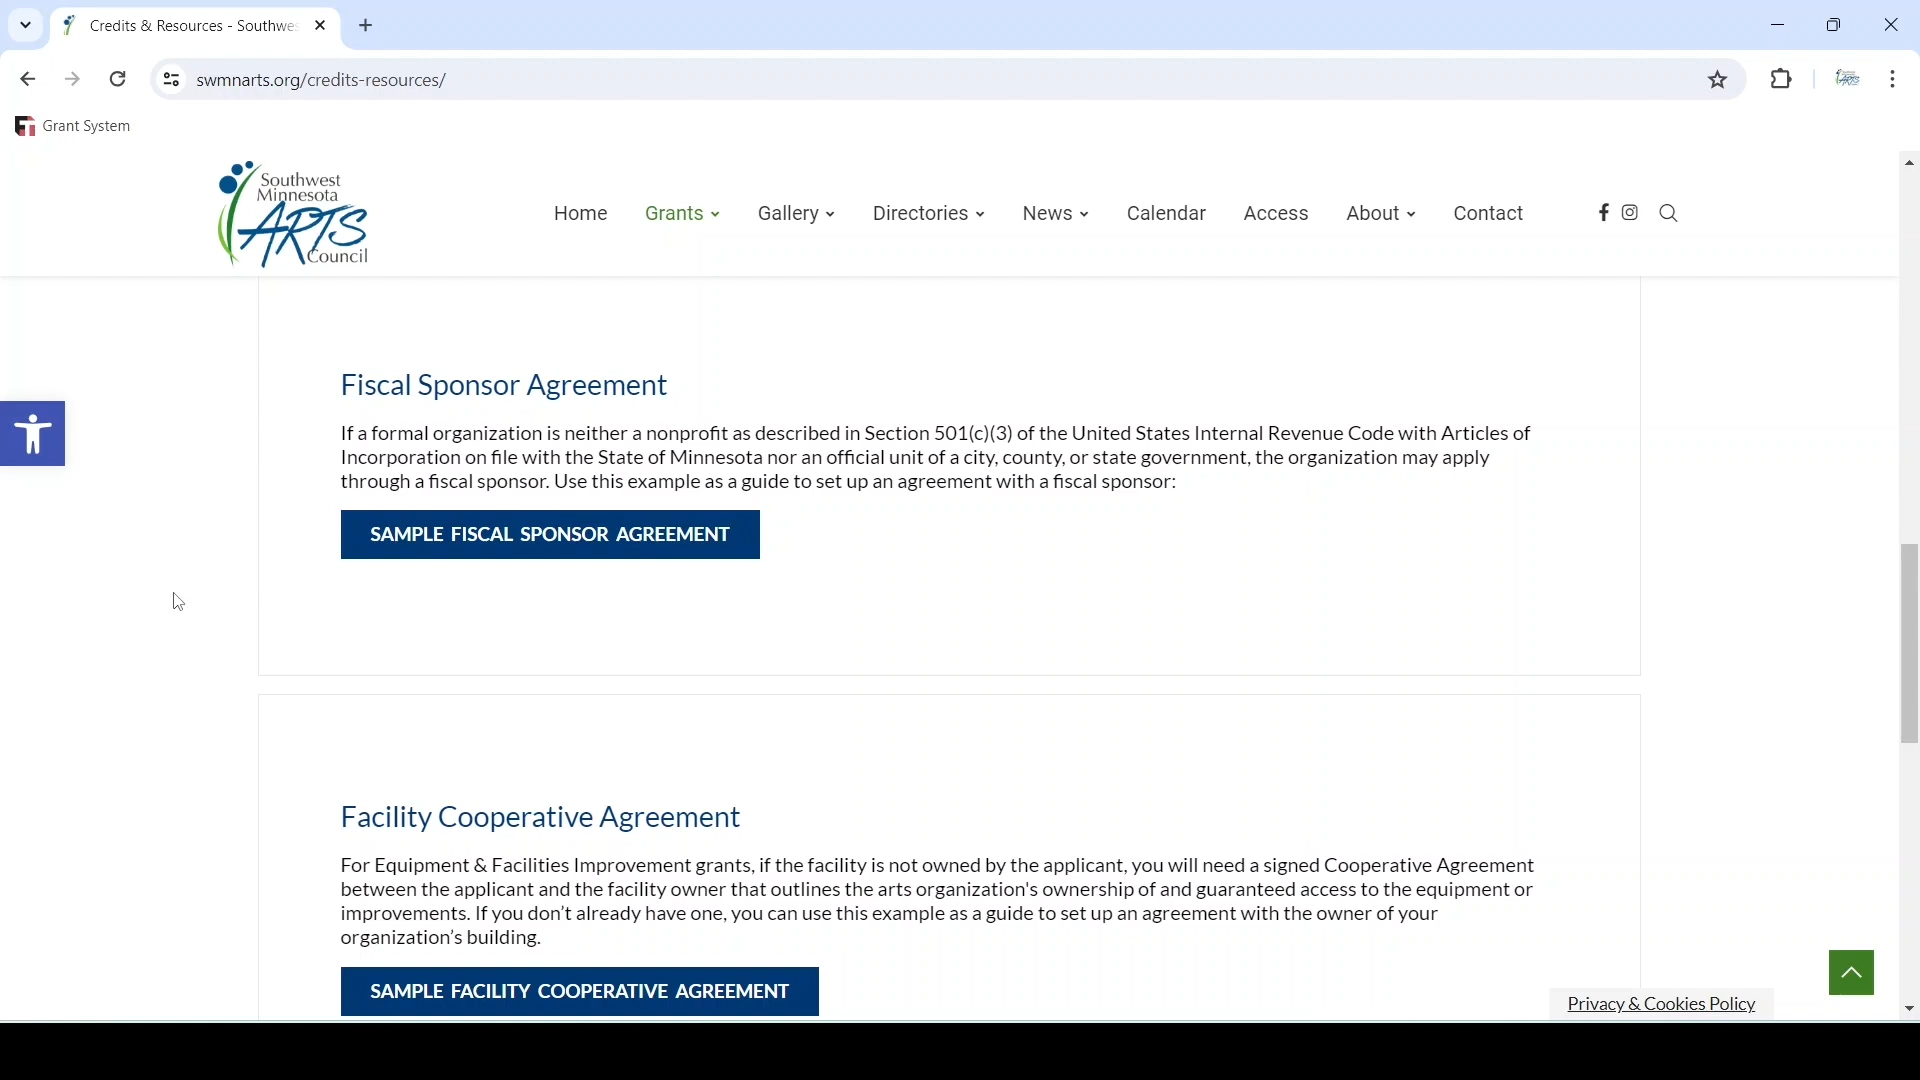 Credits & Resources - Southwes
swmnarts.org/credits-resources/
Grant System
Southwest
Minnesota
ARTS
Council
Home
Grants
Gallery
Directories
News
Calendar
Access
About
Contact
Fiscal Sponsor Agreement
If a formal organization is neither a nonprofit as described in Section 501(c)(3) of the United States Internal Revenue Code with Articles of
Incorporation on file with the State of Minnesota nor an official unit of a city, county, or state government, the organization may apply
through a fiscal sponsor. Use this example as a guide to set up an agreement with a fiscal sponsor:
SAMPLE FISCAL SPONSOR AGREEMENT
Facility Cooperative Agreement
For Equipment & Facilities Improvement grants, if the facility is not owned by the applicant, you will need a signed Cooperative Agreement
between the applicant and the facility owner that outlines the arts organization's ownership of and guaranteed access to the equipment or
improvements. If you don’t already have one, you can use this example as a guide to set up an agreement with the owner of your
organization’s building.
SAMPLE FACILITY COOPERATIVE AGREEMENT
Privacy & Cookies Policy